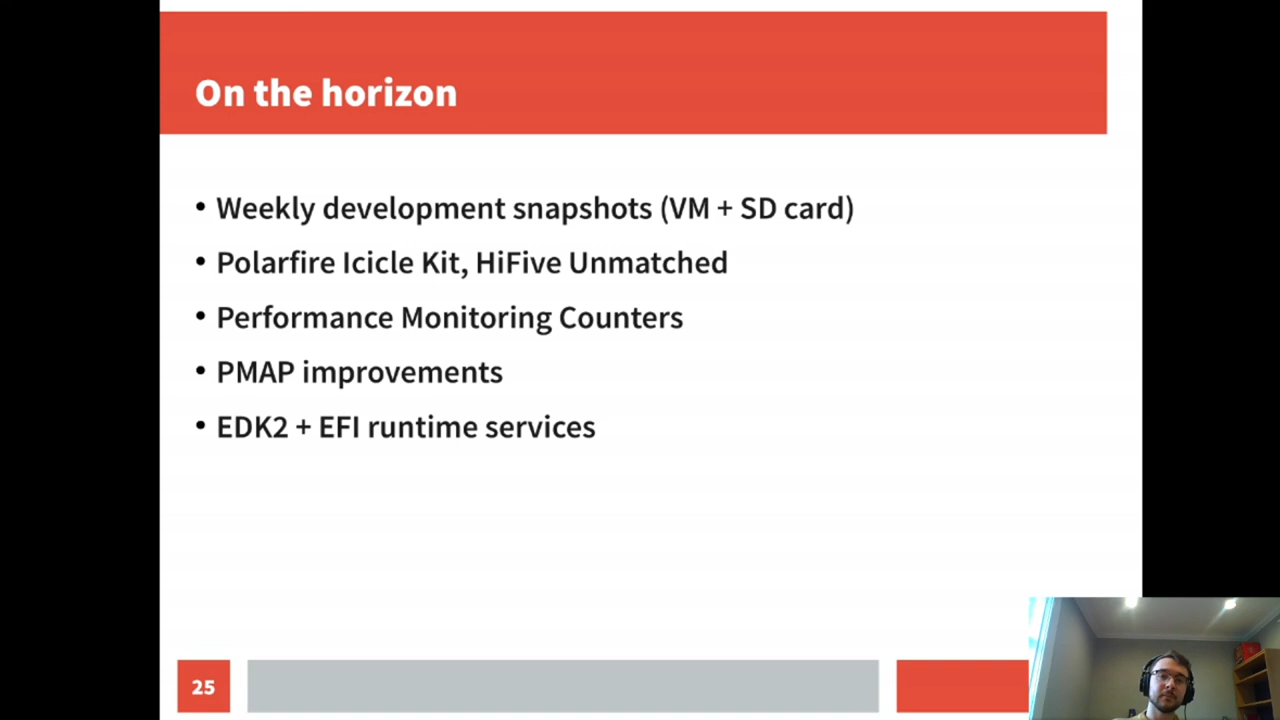 On the horizon
• Weekly development snapshots (VM + SD card)
• Polarfire Icicle Kit, HiFive Unmatched
• Performance Monitoring Counters
• PMAP improvements
• EDK2 + EFI runtime services
25